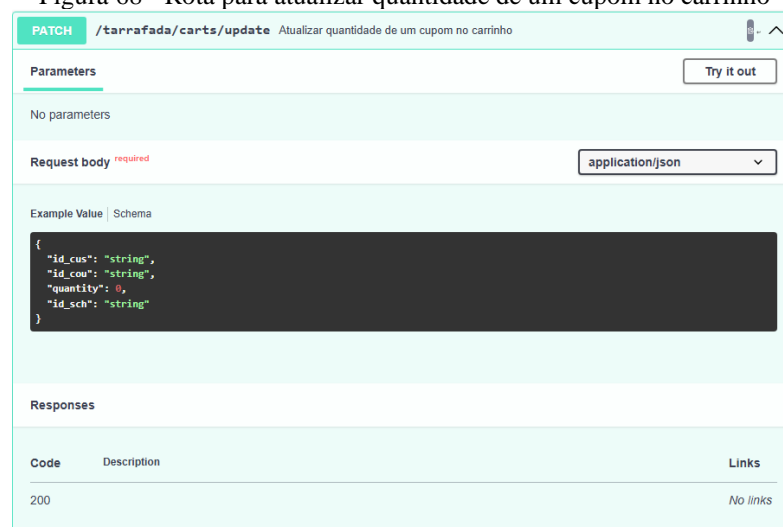 Figura 68 - Rota para atualizar quantidade de um cupom no carrinho
PATCH /tarrafada/carts/update Atualizar quantidade de um cupom no carrinho
Parameters
Try it out
No parameters
Request body required
application/json
Example Value Schema
{
"id_cus": "string",
"id_cou": "string",
"quantity": 0,
"id_sch": "string"
}
Responses
Code Description Links
200 No links